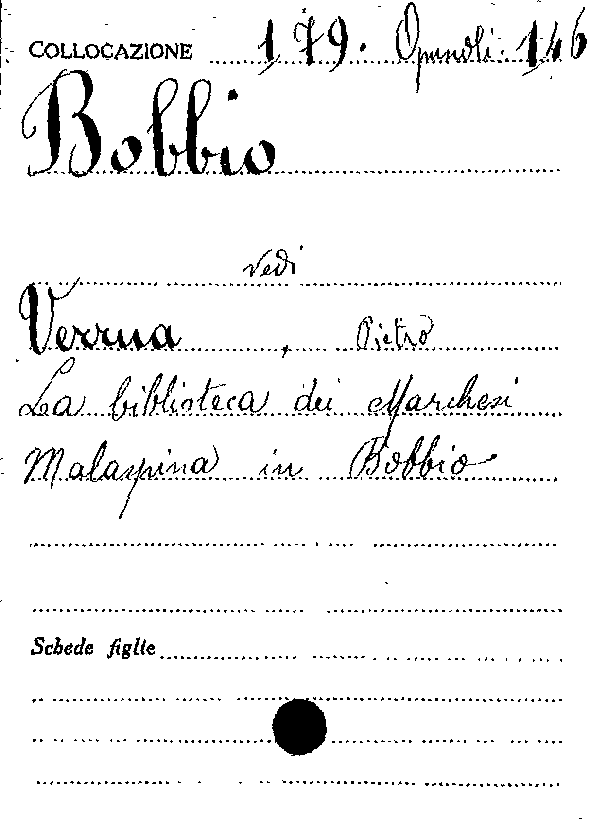 COLLOCAZIONE 179. Opuscoli. 146
Bobbio
vedi
Verrua, Pietro
La biblioteca dei Marchesi
Malaspina in Bobbio
Schede figlie